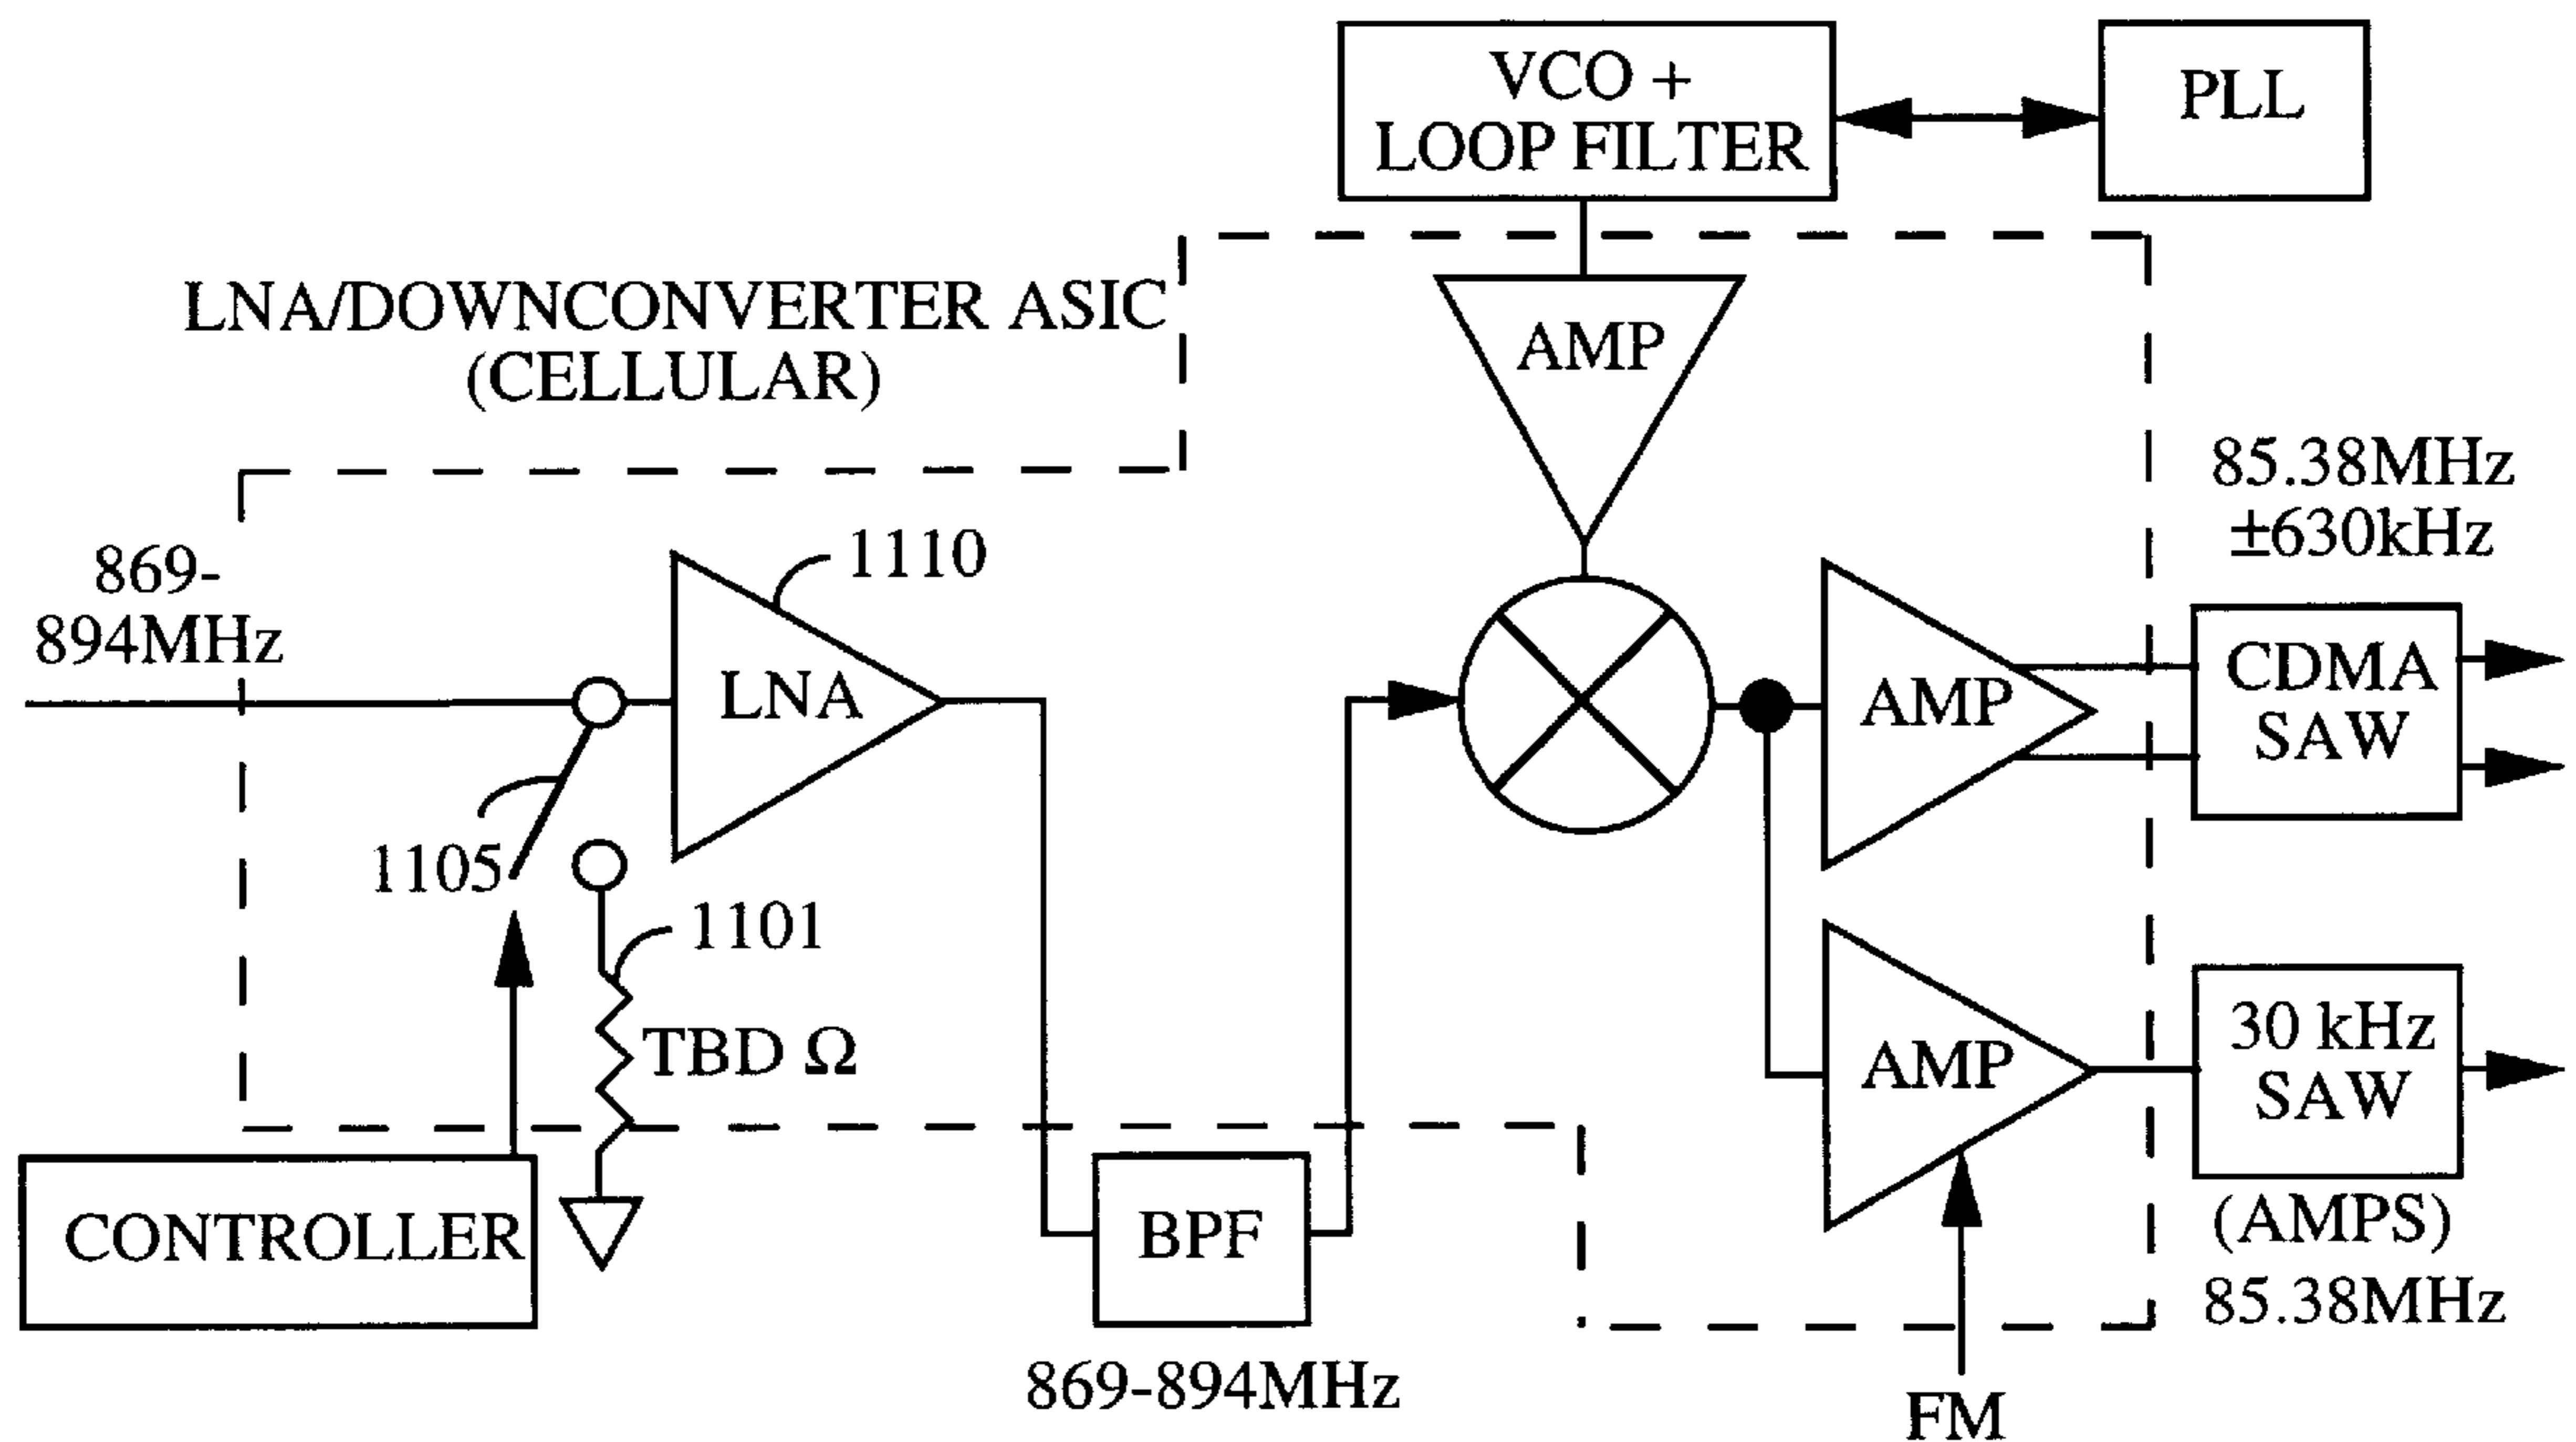 VCO +
LOOP FILTER
PLL
LNA/DOWNCONVERTER ASIC
(CELLULAR)
AMP
85.38MHz
±630kHz
869-
894MHz
1110
LNA
AMP
CDMA
SAW
1105
1101
TBD Ω
AMP
30 kHz
SAW
CONTROLLER
BPF
(AMPS)
85.38MHz
869-894MHz
FM